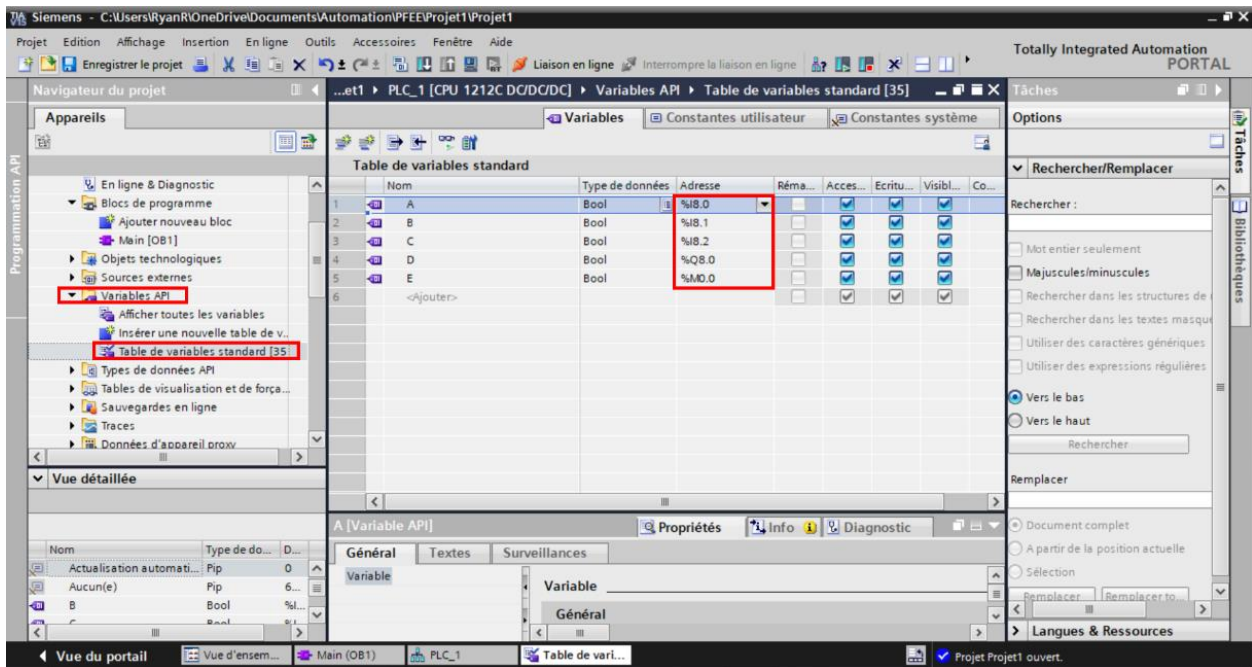 Siemens - C:\Users\RyanR\OneDrive\Documents\Automation\PFEE\Projet1\Projet1
Projet Edition Affichage Insertion En ligne Outils Accessoires Fenêtre Aide
Totally Integrated Automation
PORTAL
Enregistrer le projet
Liaison en ligne
Interrompre la liaison en ligne
Navigateur du projet
...et1 PLC_1 [CPU 1212C DC/DC/DC] Variables API Table de variables standard [35]
Tâches
Appareils
Variables Constantes utilisateur Constantes système
Options
Programmation API
En ligne & Diagnostic
Blocs de programme
Ajouter nouveau bloc
Main [OB1]
Objets technologiques
Sources externes
Variables API
Afficher toutes les variables
Insérer une nouvelle table de v..
Table de variables standard [35
Types de données API
Tables de visualisation et de força...
Sauvegardes en ligne
Traces
Données d'appareil proxy
Table de variables standard
Nom Type de données Adresse Réma... Acces... Ecritu... Visibl... Co...
1 A Bool %I8.0
2 B Bool %I8.1
3 C Bool %I8.2
4 D Bool %Q8.0
5 E Bool %M0.0
6 <Ajouter>
Rechercher/Remplacer
Rechercher :
Mot entier seulement
Majuscules/minuscules
Rechercher dans les structures de
Rechercher dans les textes masqu
Utiliser des caractères génériques
Utiliser des expressions régulières
Vers le bas
Vers le haut
Rechercher
Remplacer
Document complet
A partir de la position actuelle
Sélection
Remplacer Remplacer to...
Langues & Ressources
Tâches
Bibliothèques
Vue détaillée
Nom Type de do... D...
Actualisation automati... Pip 0
Aucun(e) Pip 6...
B Bool %I...
A [Variable API]
Propriétés Info Diagnostic
Général Textes Surveillances
Variable
Variable
Général
Vue du portail Vue d'ensem... Main (OB1) PLC_1 Table de vari...
Projet Projet1 ouvert.